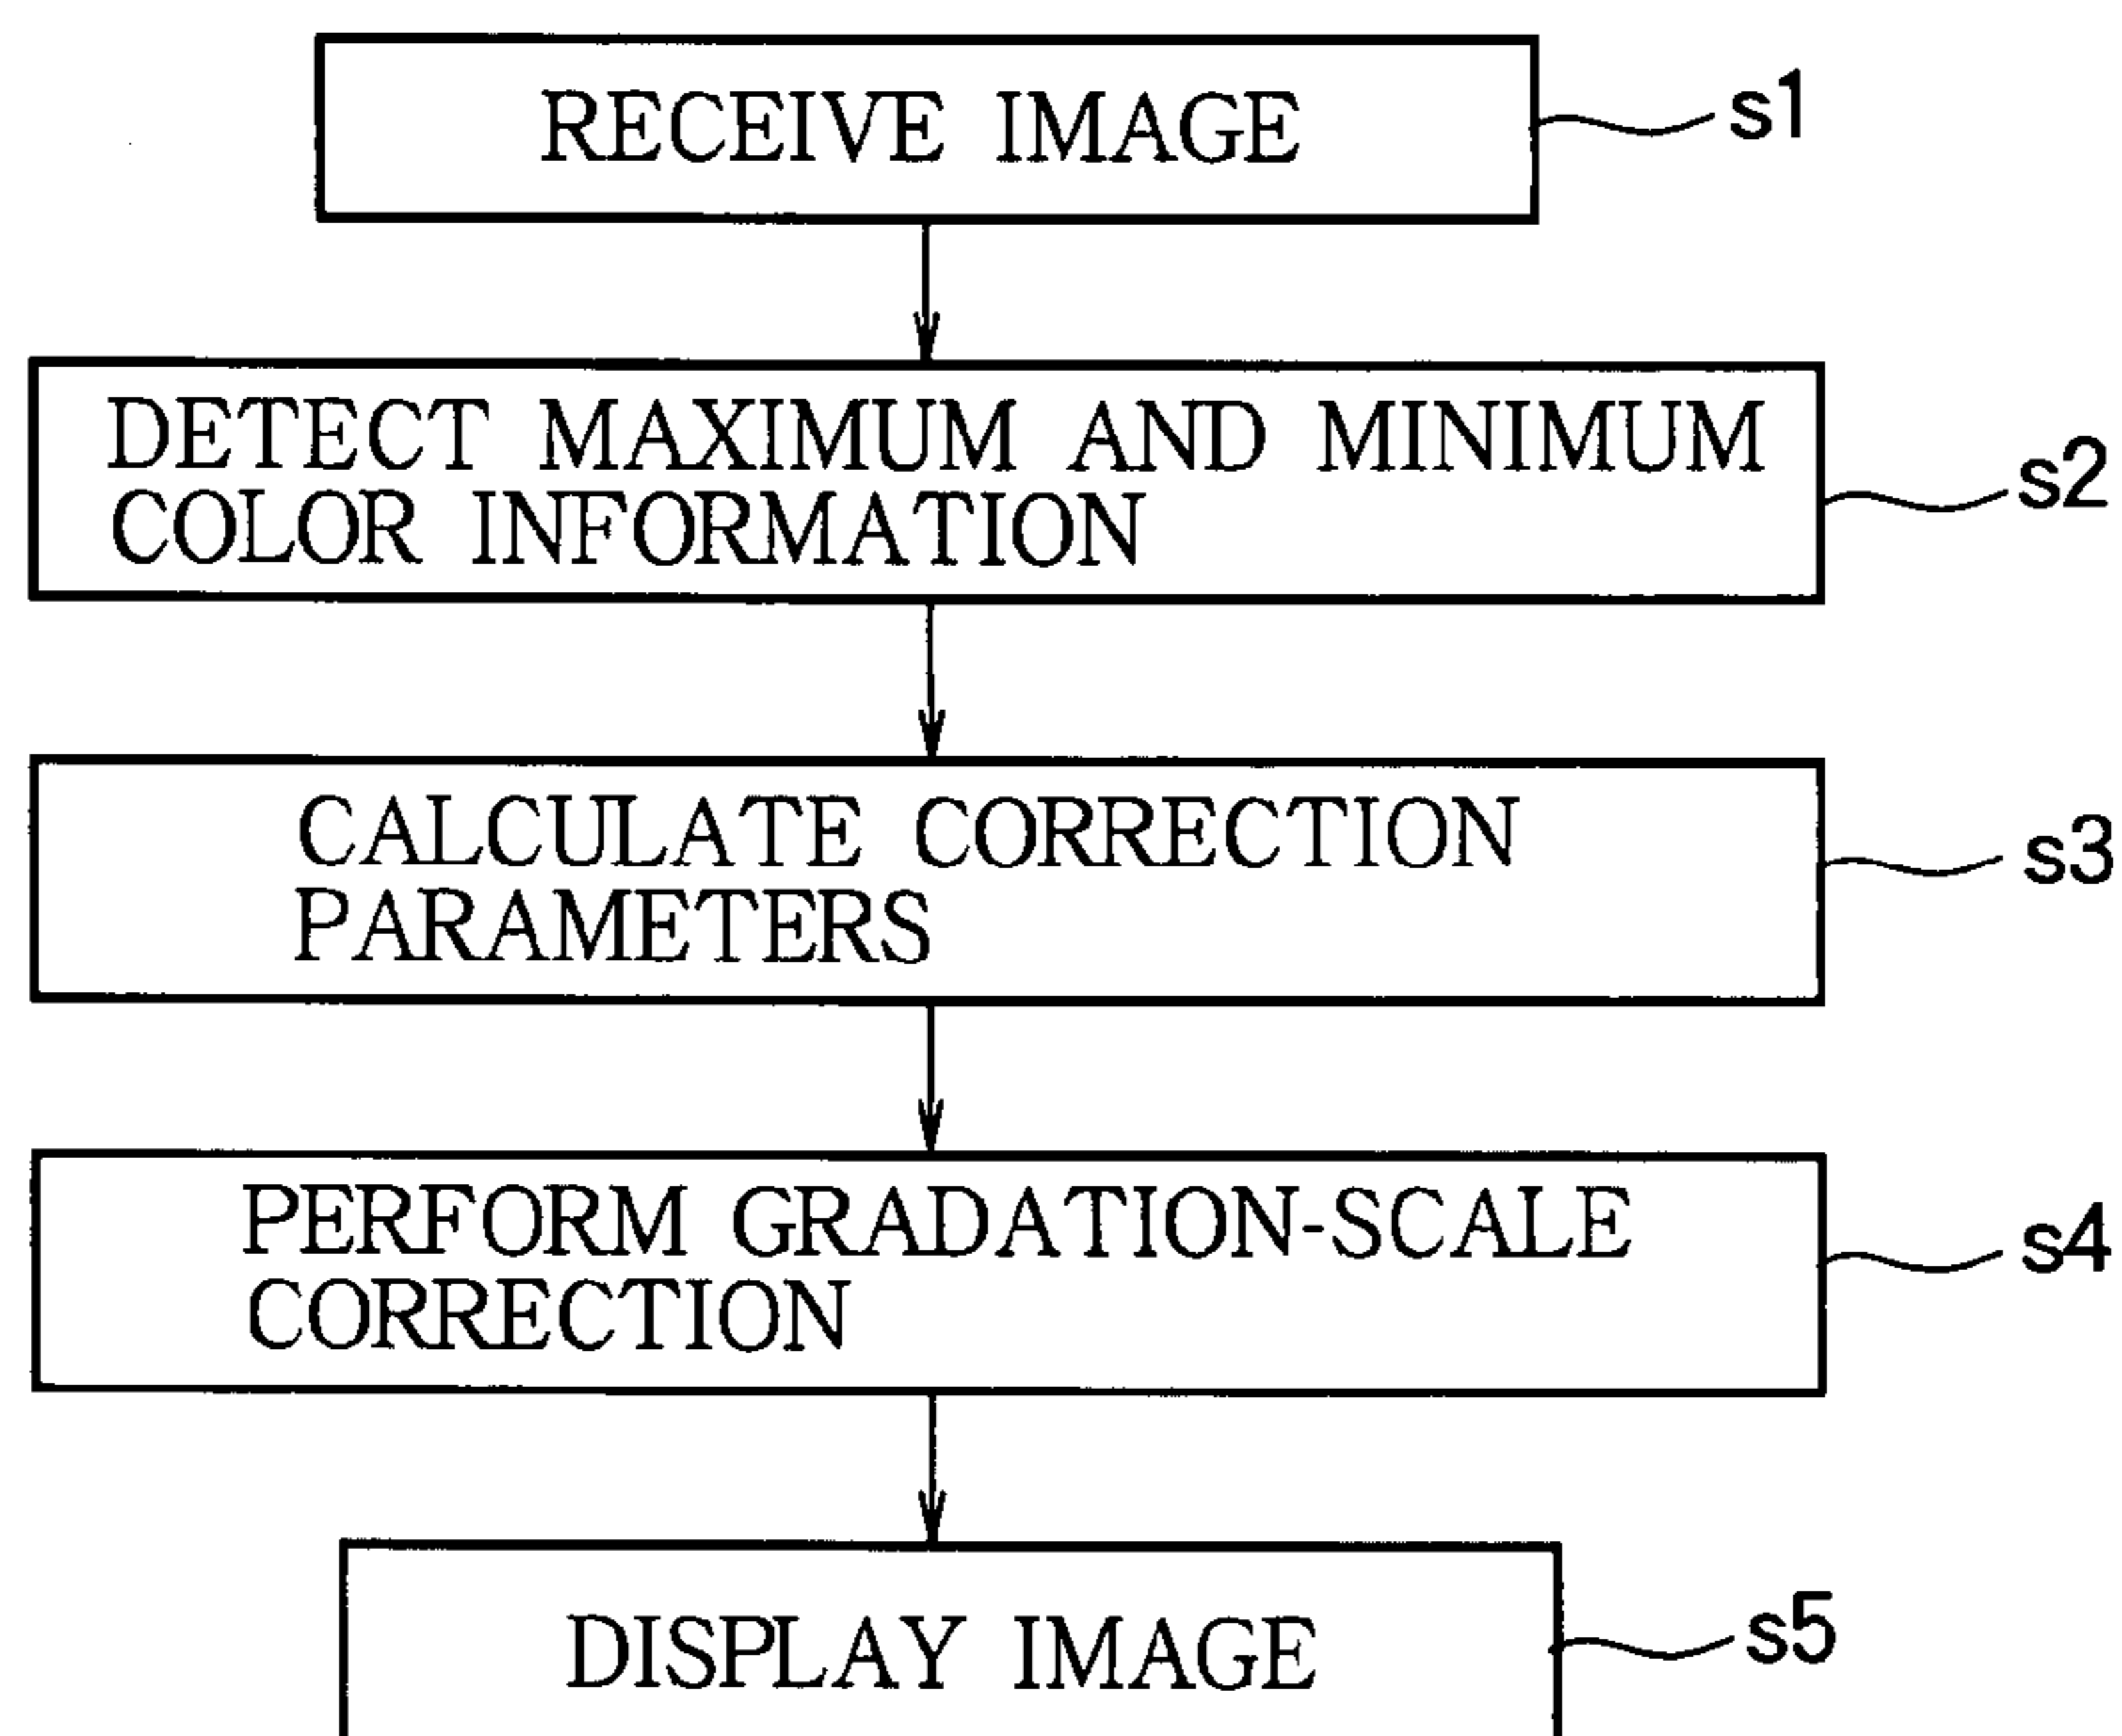 RECEIVE IMAGE
s1
DETECT MAXIMUM AND MINIMUM
COLOR INFORMATION
s2
CALCULATE CORRECTION
PARAMETERS
s3
PERFORM GRADATION-SCALE
CORRECTION
s4
DISPLAY IMAGE
s5